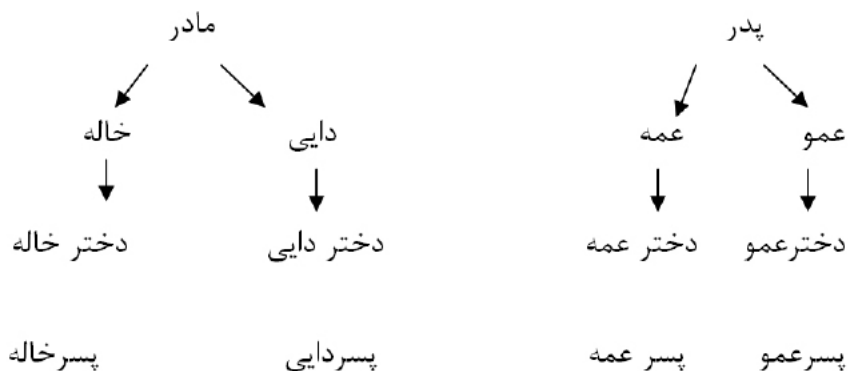 پدر مادر
عمو عمه دایی خاله
دخترعمو دختر عمه دختر دایی دختر خاله
پسرعمو پسر عمه پسردایی پسرخاله